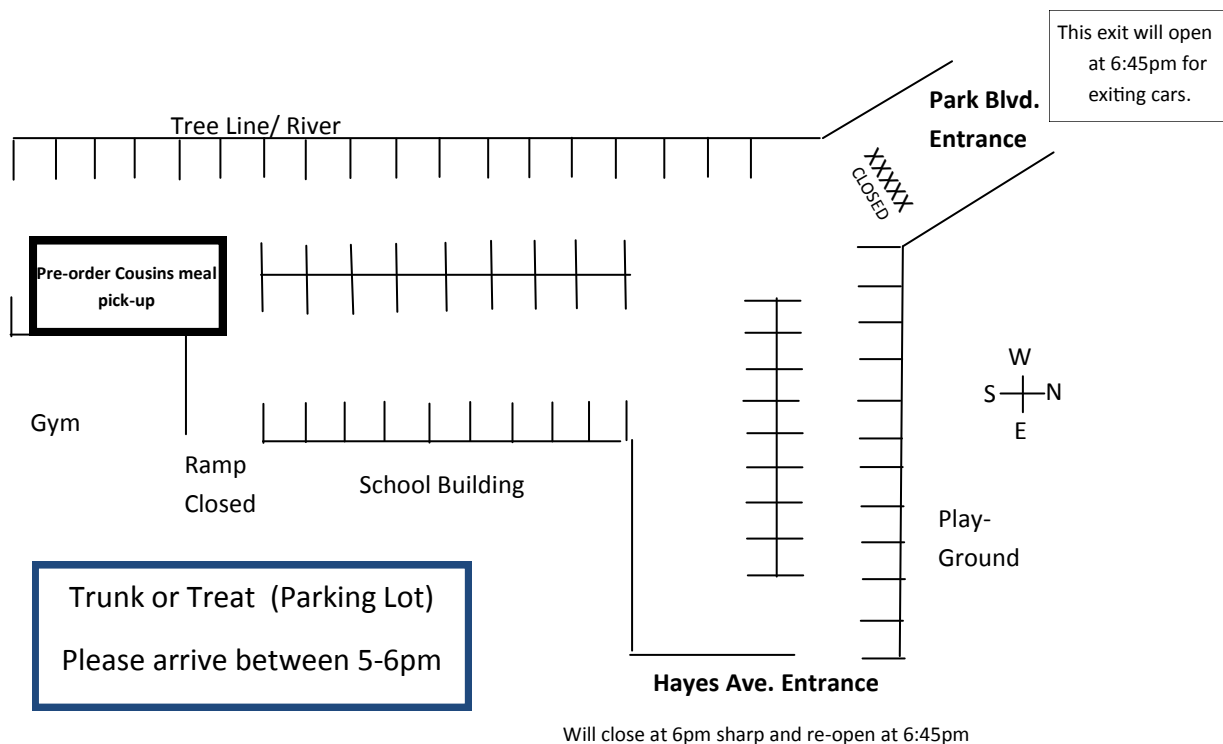 This exit will open
at 6:45pm for
exiting cars.
Park Blvd.
Entrance
Tree Line/ River
XXXXX
CLOSED
Pre-order Cousins meal
pick-up
W
S
N
E
Gym
Ramp
Closed
School Building
Play-
Ground
Trunk or Treat (Parking Lot)
Please arrive between 5-6pm
Hayes Ave. Entrance
Will close at 6pm sharp and re-open at 6:45pm